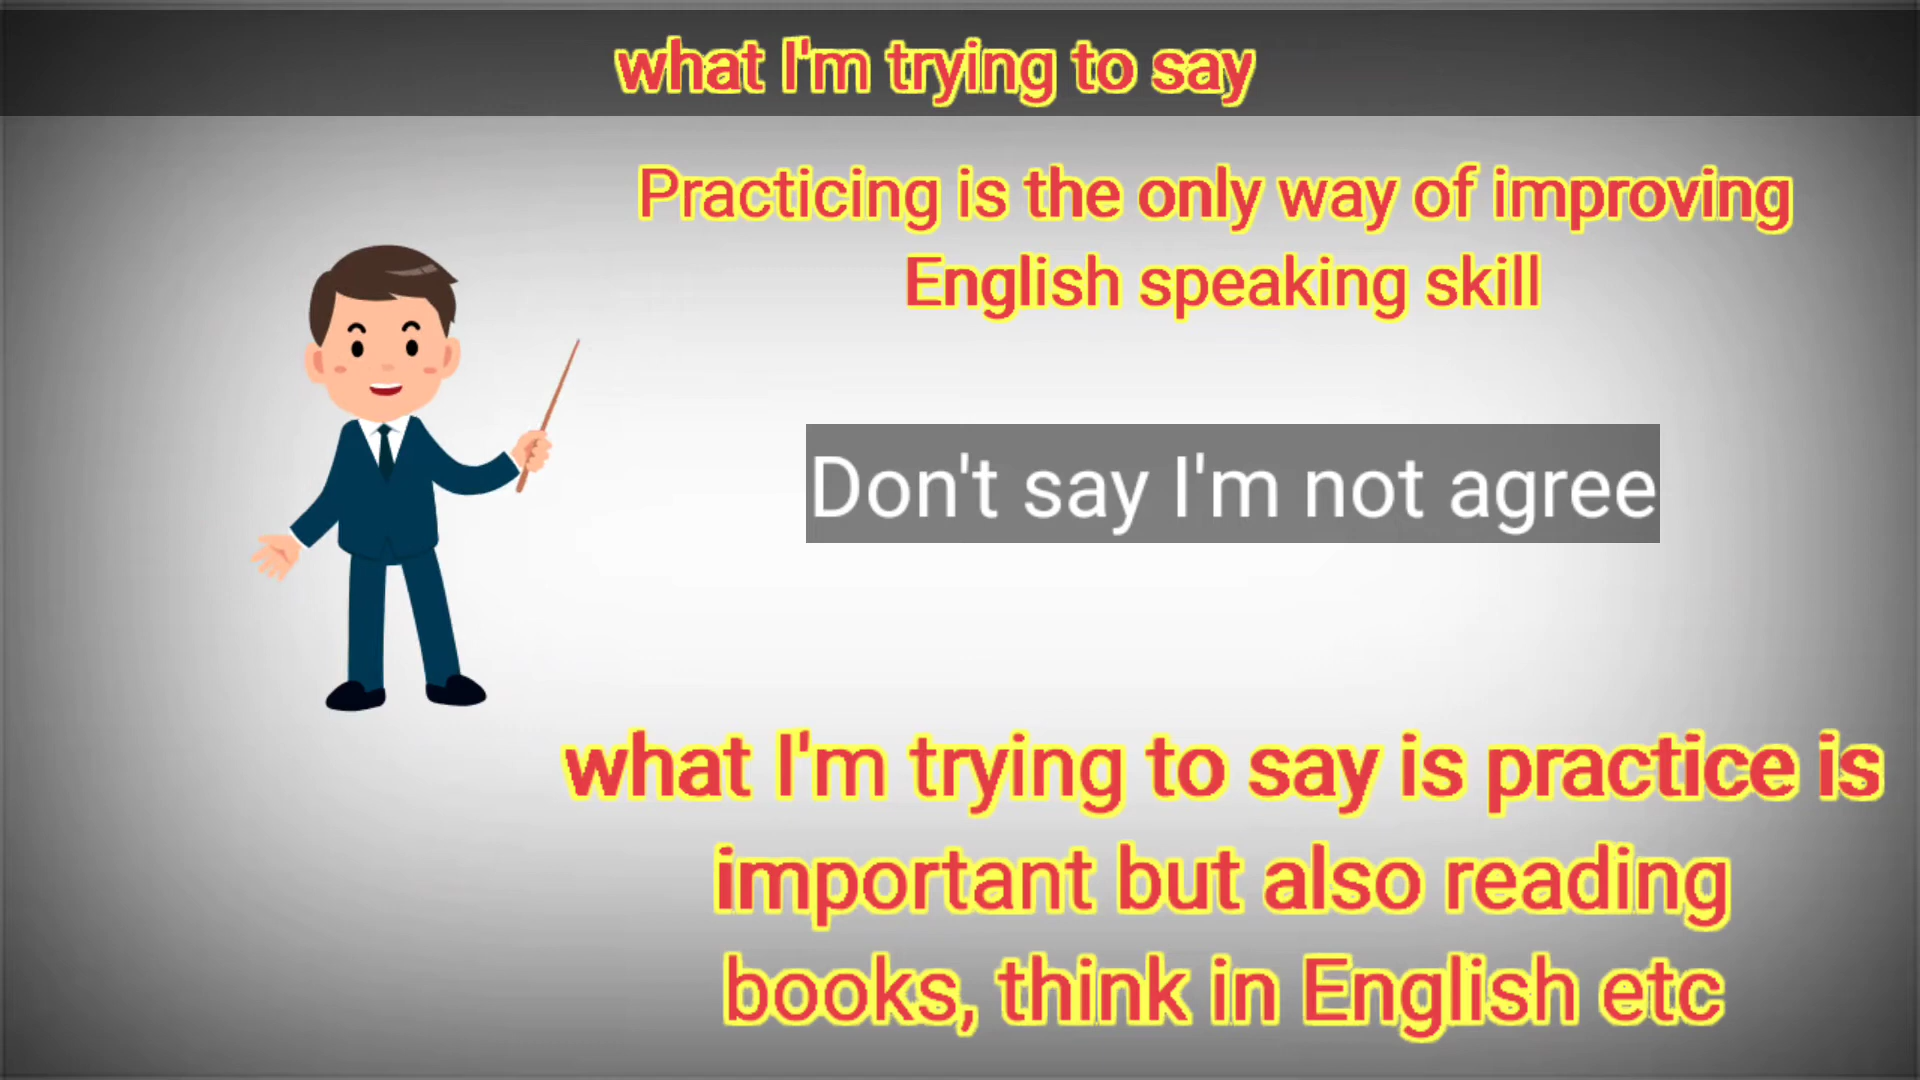 what I'm trying to say
Practicing is the only way of improving
English speaking skill
Don't say I'm not agree
what I'm trying to say is practice is
important but also reading
books, think in English etc